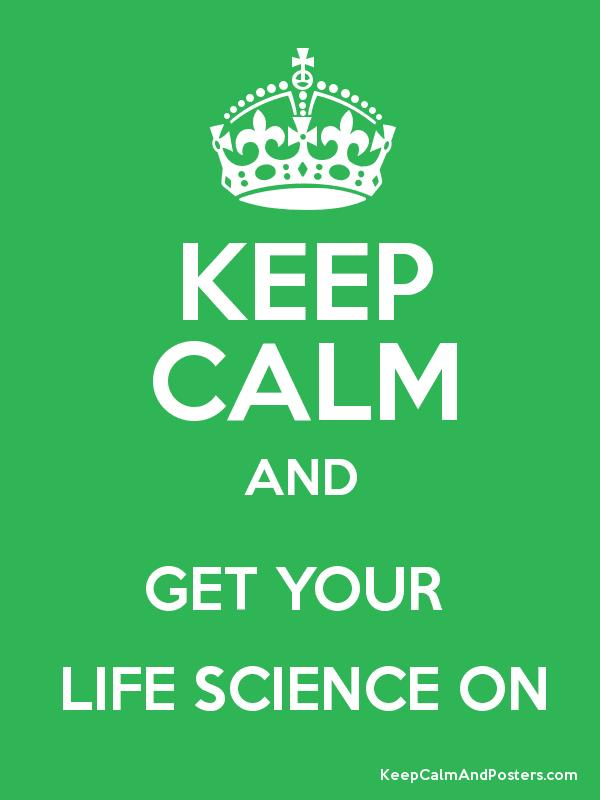 KEEP
CALM
AND
GET YOUR
LIFE SCIENCE ON
KeepCalmAndPosters.com